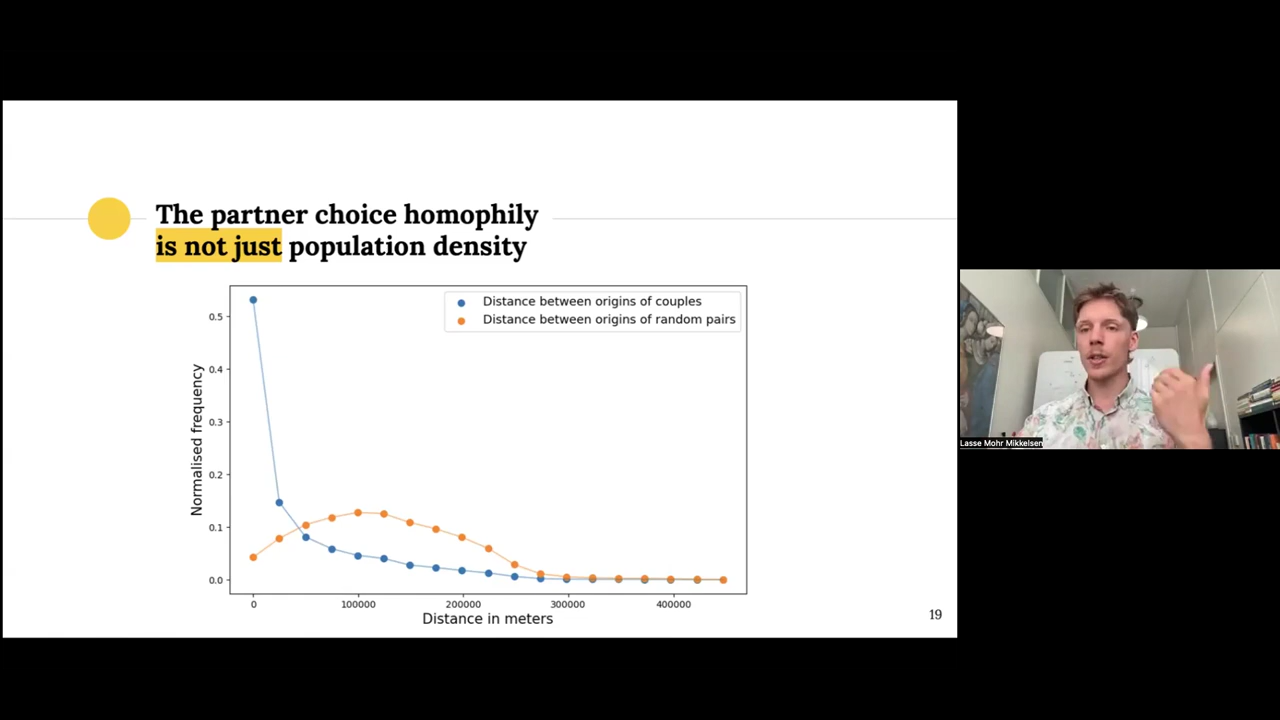 The partner choice homophily
is not just population density
Distance between origins of couples
Distance between origins of random pairs
Normalised frequency
0.5
0.4
0.3
0.2
0.1
0.0
0 100000 200000 300000 400000
Distance in meters
19
Lasse Mohr Mikkelsen